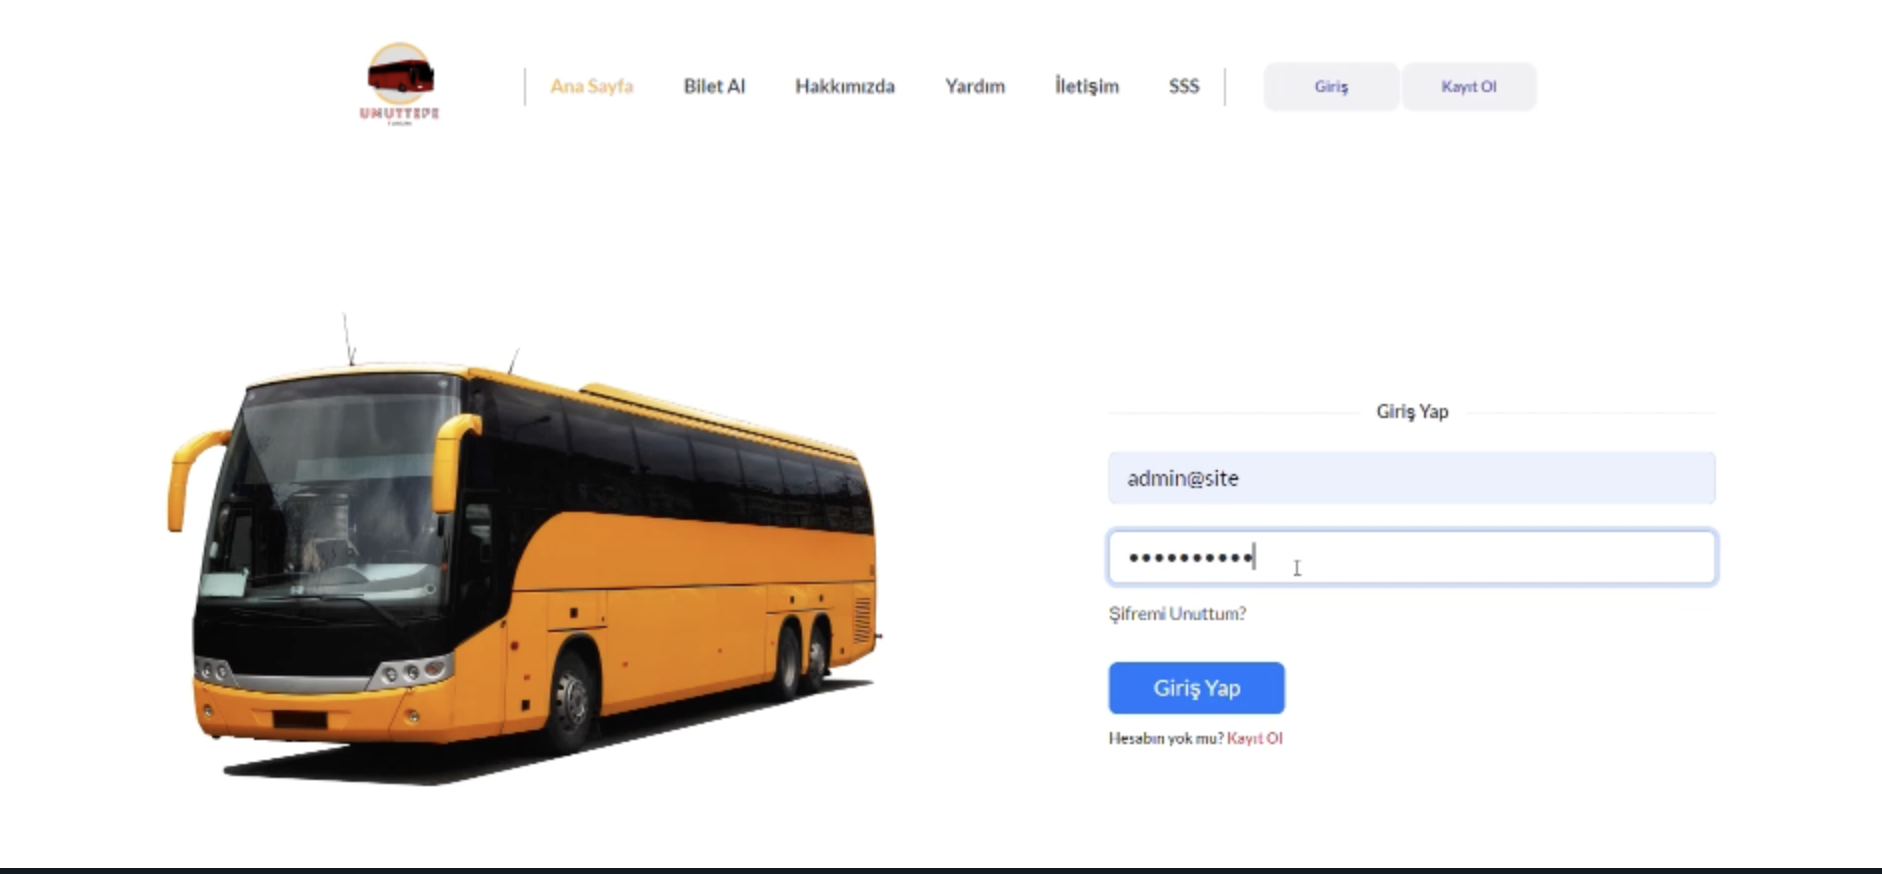 UMUTTEPE
Ana Sayfa Bilet Al Hakkımızda Yardım İletişim SSS Giriş Kayıt Ol
Giriş Yap
admin@site
••••••••••
Şifremi Unuttum?
Giriş Yap
Hesabın yok mu? Kayıt Ol